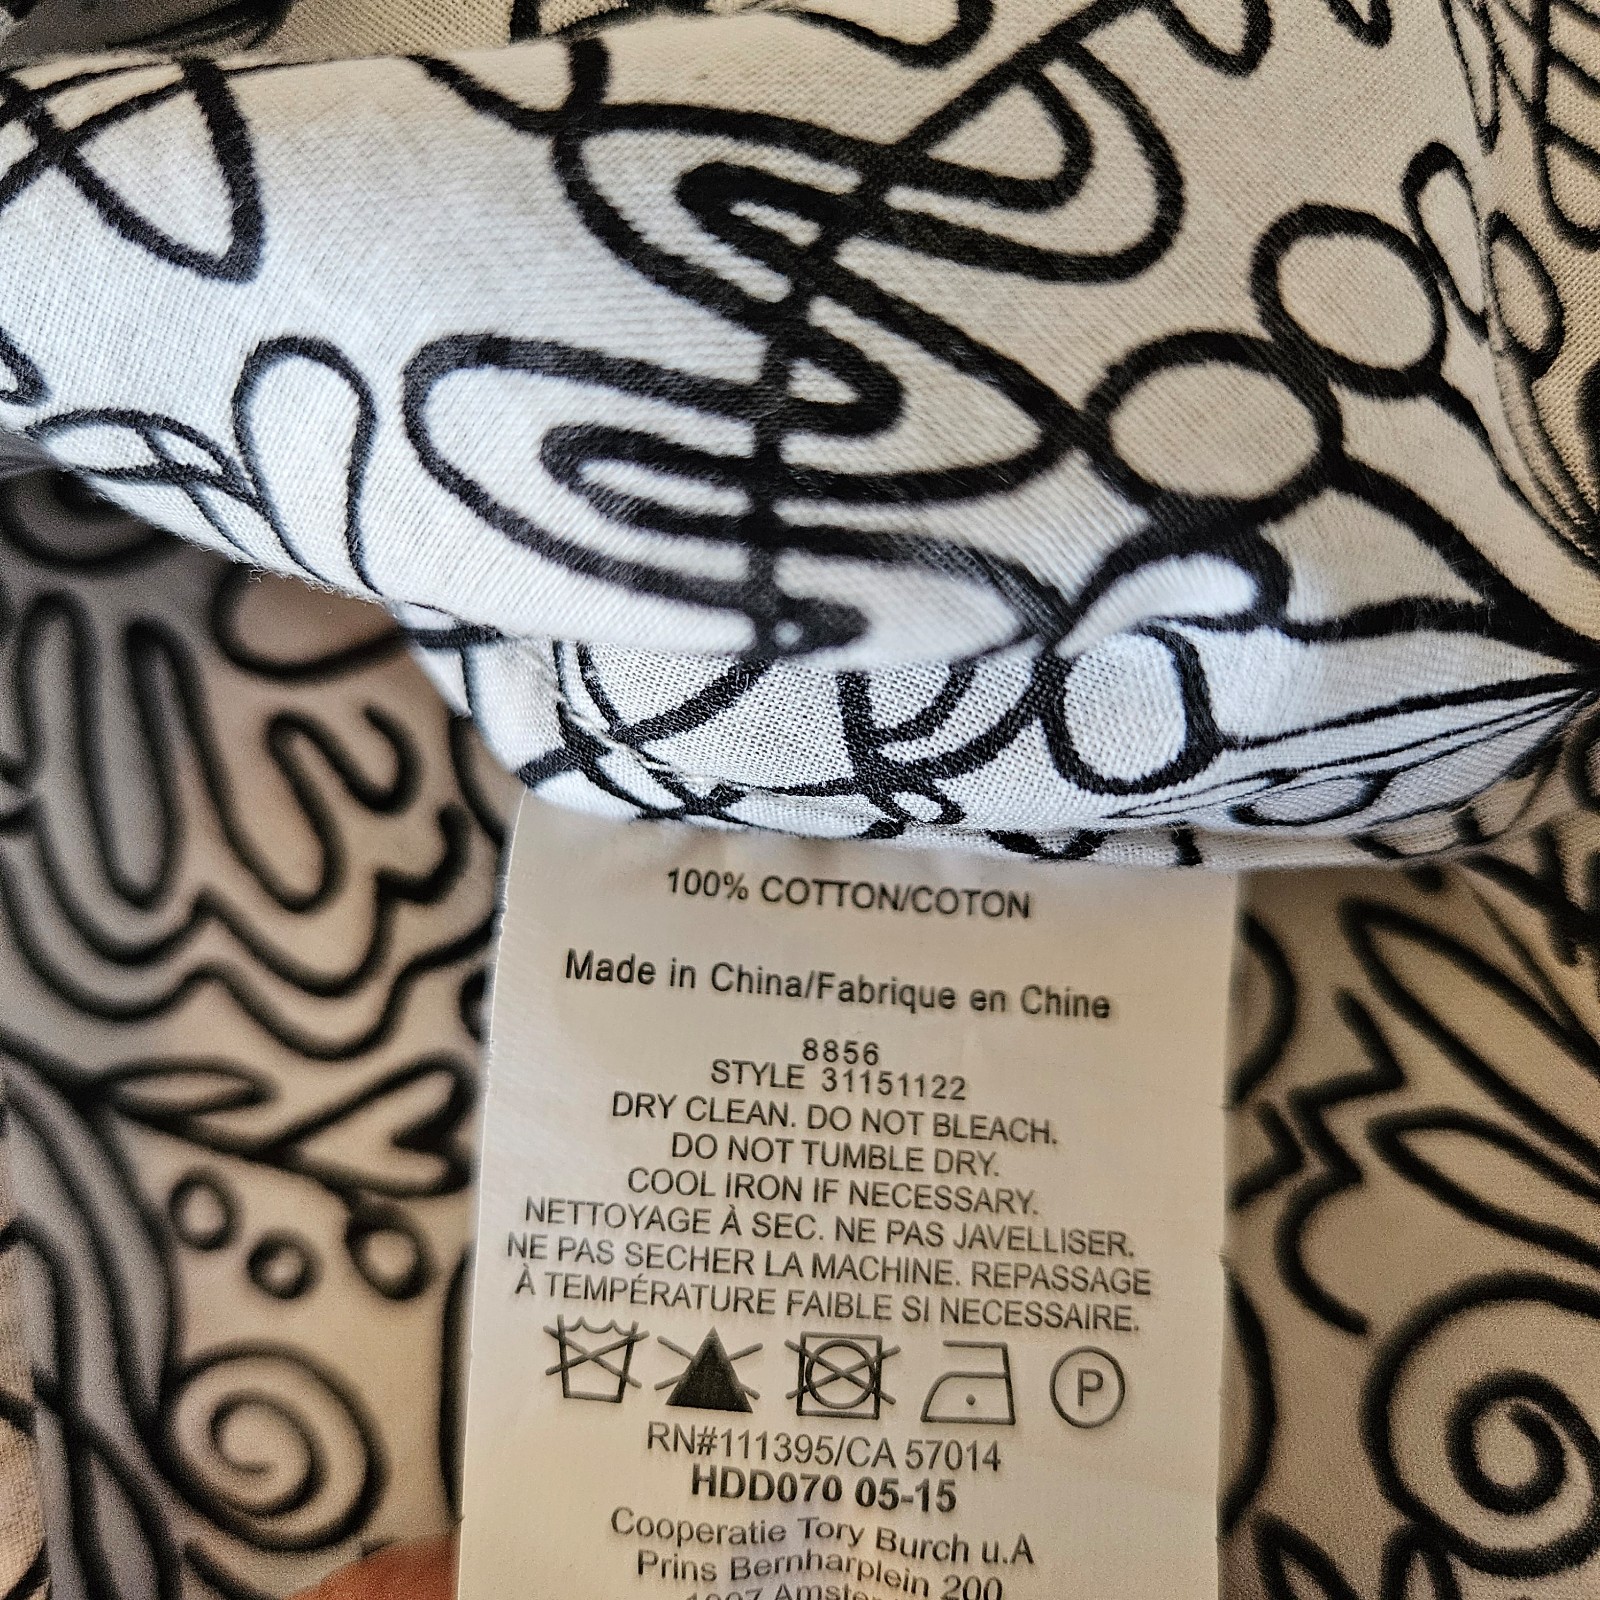 100% COTTON/COTON
Made in China/Fabrique en Chine
8856
STYLE 31151122
DRY CLEAN. DO NOT BLEACH.
DO NOT TUMBLE DRY.
COOL IRON IF NECESSARY.
NETTOYAGE À SEC. NE PAS JAVELLISER.
NE PAS SECHER LA MACHINE. REPASSAGE
À TEMPÉRATURE FAIBLE SI NECESSAIRE.
P
RN#111395/CA 57014
HDD070 05-15
Cooperatie Tory Burch u.A
Prins Bernharplein 200